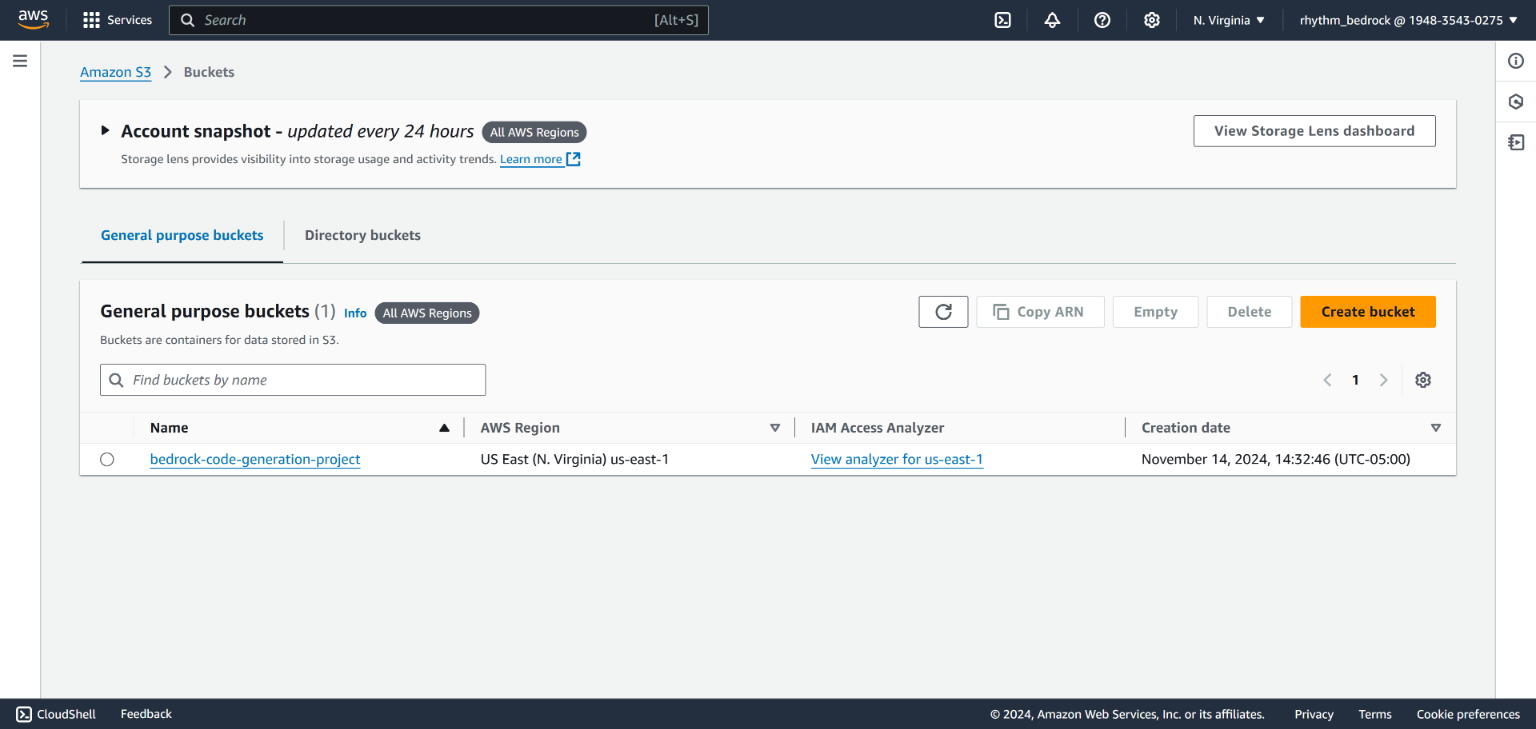 aws Services Search [Alt+S] N. Virginia rhythm_bedrock @ 1948-3543-0275
Amazon S3 > Buckets
Account snapshot - updated every 24 hours All AWS Regions View Storage Lens dashboard
Storage lens provides visibility into storage usage and activity trends. Learn more
General purpose buckets Directory buckets
General purpose buckets (1) Info All AWS Regions Copy ARN Empty Delete Create bucket
Buckets are containers for data stored in S3.
Find buckets by name 1
Name AWS Region IAM Access Analyzer Creation date
bedrock-code-generation-project US East (N. Virginia) us-east-1 View analyzer for us-east-1 November 14, 2024, 14:32:46 (UTC-05:00)
CloudShell Feedback © 2024, Amazon Web Services, Inc. or its affiliates. Privacy Terms Cookie preferences